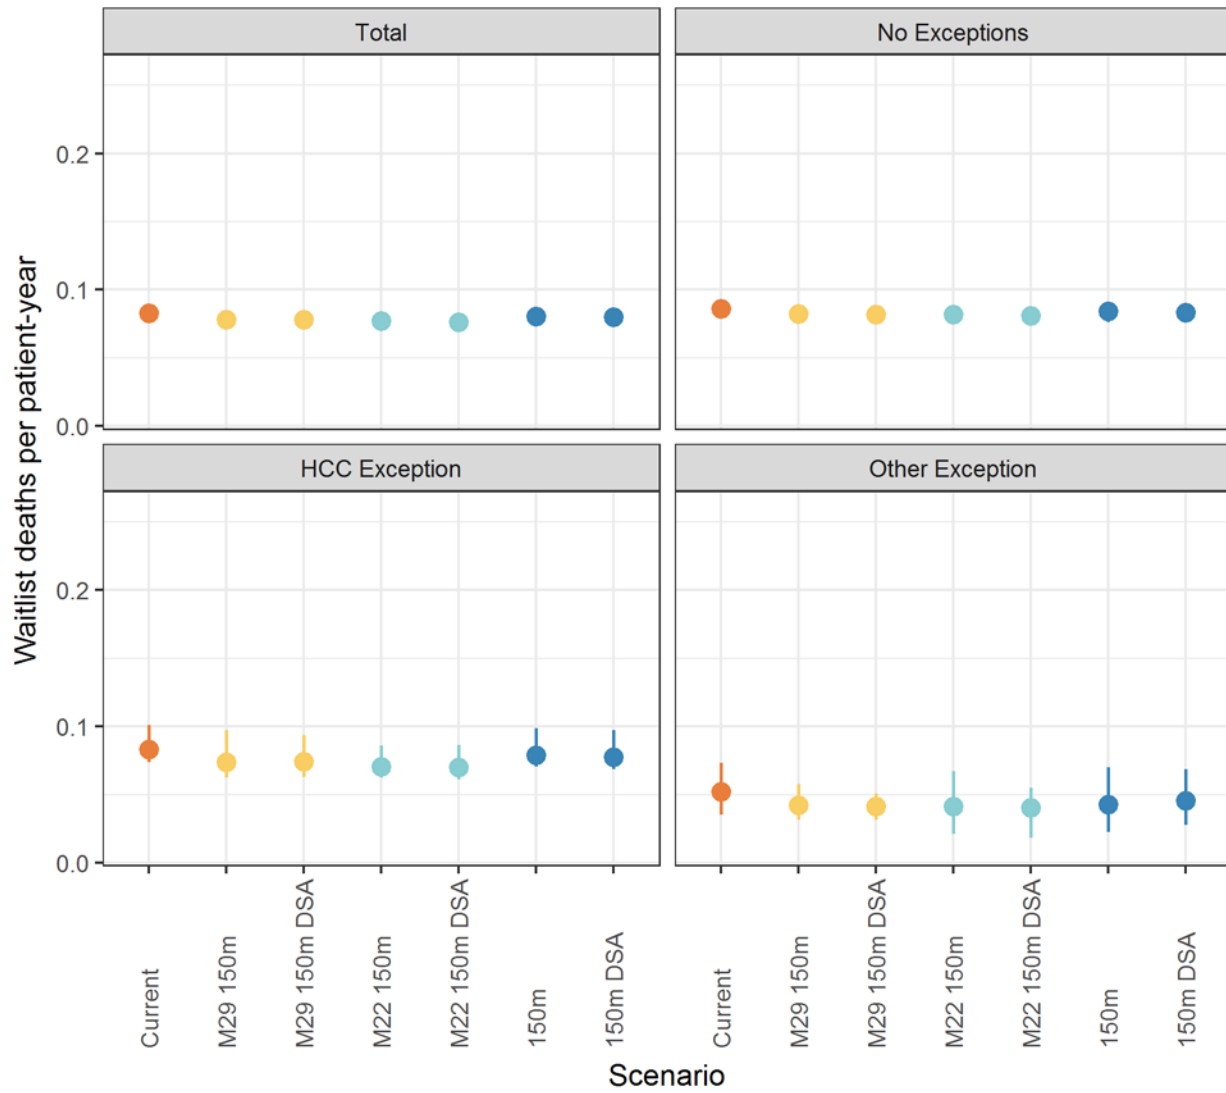 Total
No Exceptions
0.2
0.1
0.0
HCC Exception
Other Exception
0.2
0.1
0.0
Waitlist deaths per patient-year
Current
M29 150m
M29 150m DSA
M22 150m
M22 150m DSA
150m
150m DSA
Current
M29 150m
M29 150m DSA
M22 150m
M22 150m DSA
150m
150m DSA
Scenario